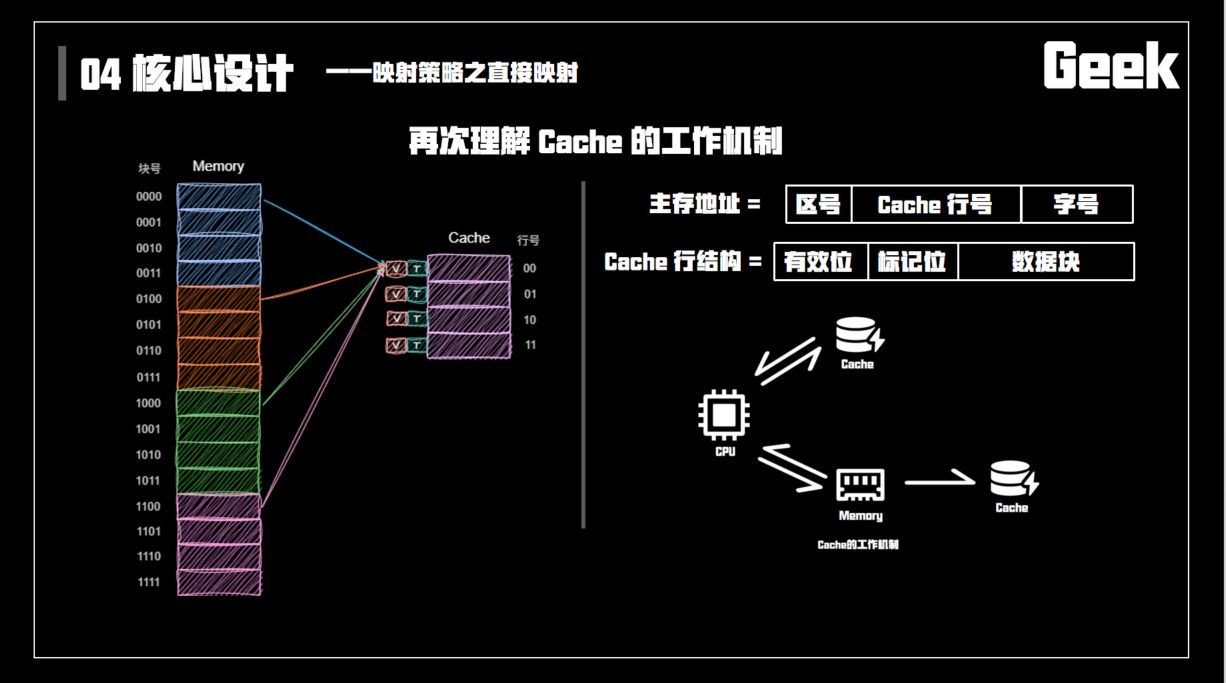 04 核心设计 ——映射策略之直接映射
Geek
再次理解 Cache 的工作机制
块号 Memory
0000
0001
0010
0011
0100
0101
0110
0111
1000
1001
1010
1011
1100
1101
1110
1111
Cache 行号
V T 00
V T 01
V T 10
V T 11
主存地址 = 区号 Cache 行号 字号
Cache 行结构 = 有效位 标记位 数据块
Cache
CPU
Memory
Cache
Cache的工作机制